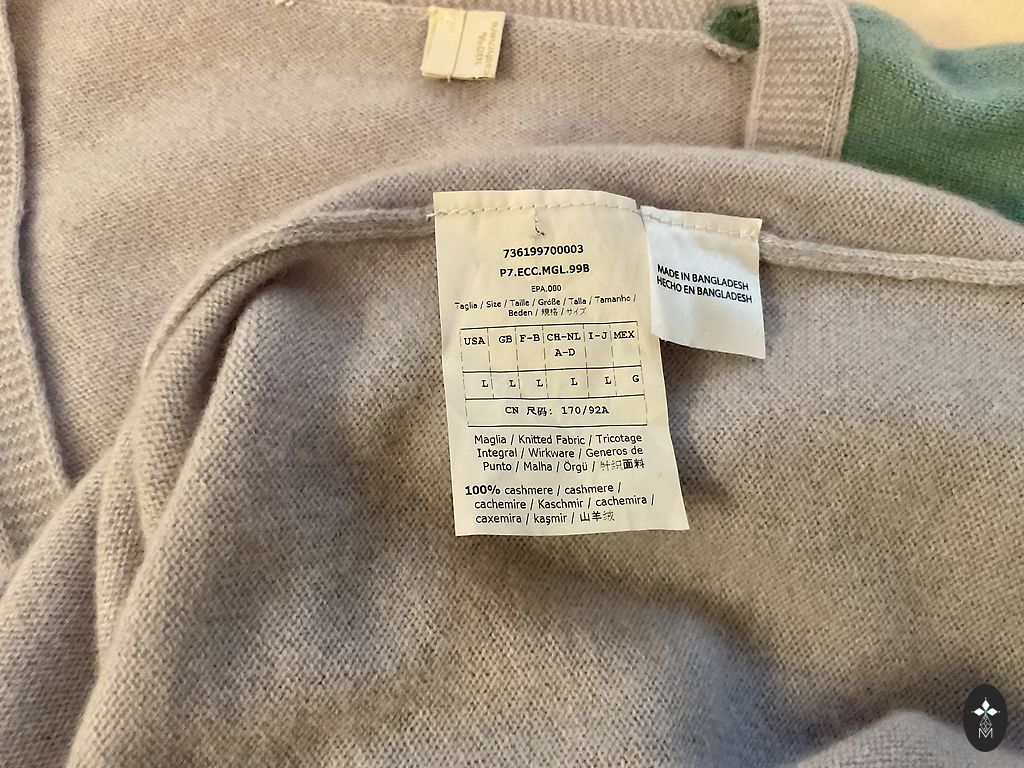 736199700003
P7.ECC.MGL.99B
EPA.000
Taglia / Size / Taille / Größe / Talla / Tamanho /
Beden / 規格 / サイズ
USA GB F-B CH-NL I-J MEX
A-D
L L L L L G
CN 尺码: 170/92A
Maglia / Knitted Fabric / Tricotage
Integral / Wirkware / Generos de
Punto / Malha / Örgü / 针织面料
100% cashmere / cashmere /
cachemire / Kaschmir / cachemira /
caxemira / kaşmir / 山羊绒
MADE IN BANGLADESH
HECHO EN BANGLADESH
M